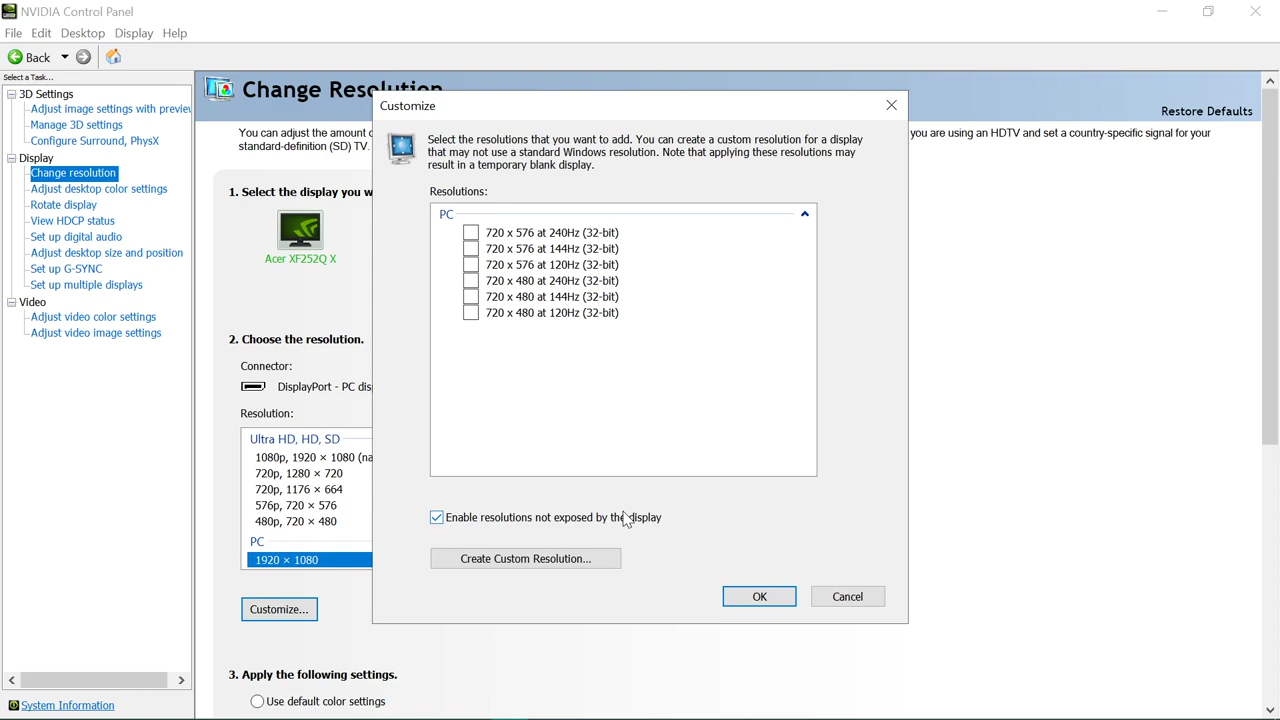 NVIDIA Control Panel
File Edit Desktop Display Help
Back
Select a Task...
3D Settings
Adjust image settings with preview
Manage 3D settings
Configure Surround, PhysX
Display
Change resolution
Adjust desktop color settings
Rotate display
View HDCP status
Set up digital audio
Adjust desktop size and position
Set up G-SYNC
Set up multiple displays
Video
Adjust video color settings
Adjust video image settings
System Information
Change Resolution
Restore Defaults
You can adjust the amount
you are using an HDTV and set a country-specific signal for your
standard-definition (SD) TV.
1. Select the display you w
Acer XF252Q X
2. Choose the resolution.
Connector:
DisplayPort - PC dis
Resolution:
Ultra HD, HD, SD
1080p, 1920 × 1080 (na
720p, 1280 × 720
720p, 1176 × 664
576p, 720 × 576
480p, 720 × 480
PC
1920 × 1080
Customize...
3. Apply the following settings.
Use default color settings
Customize
Select the resolutions that you want to add. You can create a custom resolution for a display
that may not use a standard Windows resolution. Note that applying these resolutions may
result in a temporary blank display.
Resolutions:
PC
720 x 576 at 240Hz (32-bit)
720 x 576 at 144Hz (32-bit)
720 x 576 at 120Hz (32-bit)
720 x 480 at 240Hz (32-bit)
720 x 480 at 144Hz (32-bit)
720 x 480 at 120Hz (32-bit)
Enable resolutions not exposed by the display
Create Custom Resolution...
OK
Cancel